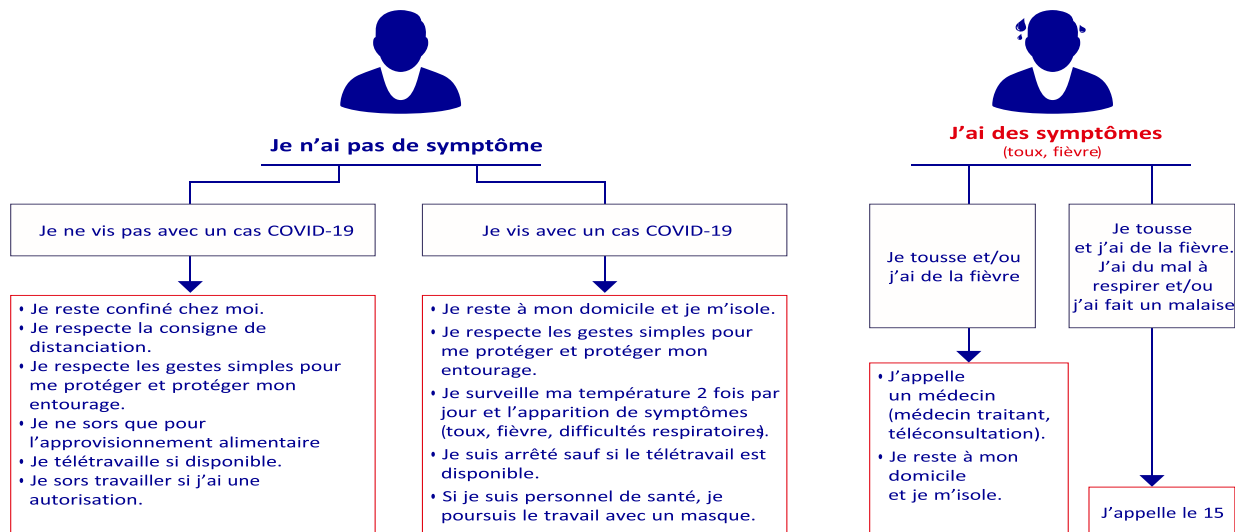 Je n'ai pas de symptôme
Je ne vis pas avec un cas COVID-19
• Je reste confiné chez moi.
• Je respecte la consigne de
distanciation.
• Je respecte les gestes simples pour
me protéger et protéger mon
entourage.
• Je ne sors que pour
l'approvisionnement alimentaire
• Je télétravaille si disponible.
• Je sors travailler si j'ai une
autorisation.
Je vis avec un cas COVID-19
• Je reste à mon domicile et je m'isole.
• Je respecte les gestes simples pour
me protéger et protéger mon
entourage.
• Je surveille ma température 2 fois par
jour et l'apparition de symptômes
(toux, fièvre, difficultés respiratoires).
• Je suis arrêté sauf si le télétravail est
disponible.
• Si je suis personnel de santé, je
poursuis le travail avec un masque.
J'ai des symptômes
(toux, fièvre)
Je tousse et/ou
j'ai de la fièvre
• J'appelle
un médecin
(médecin traitant,
téléconsultation).
• Je reste à mon
domicile
et je m'isole.
Je tousse
et j'ai de la fièvre.
J'ai du mal à
respirer et/ou
j'ai fait un malaise
J'appelle le 15